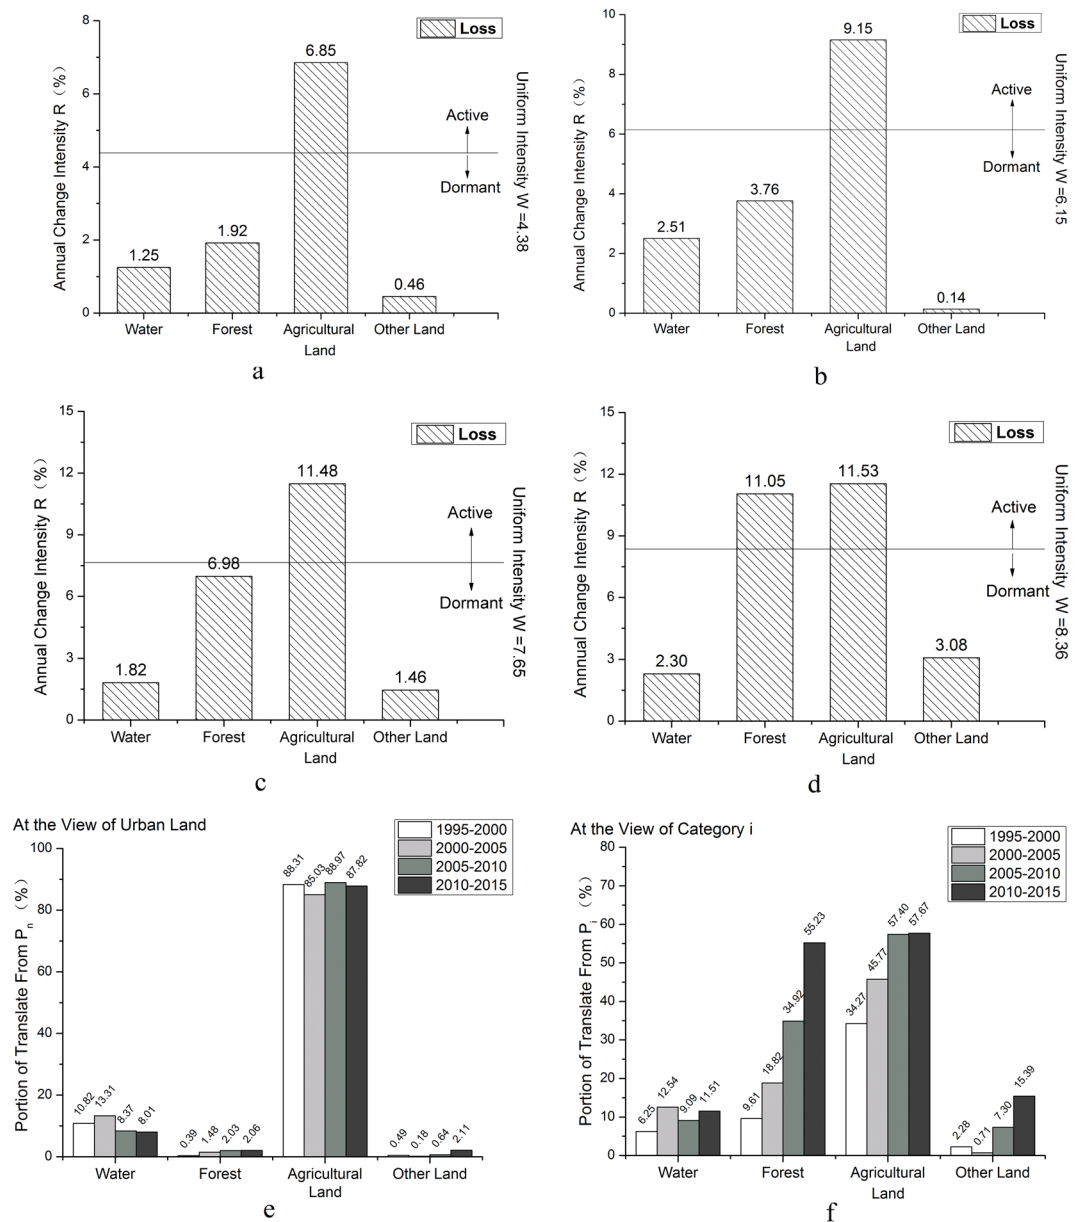 Loss
Annual Change Intensity R（%）
8
6
4
2
0
1.25
1.92
6.85
0.46
Active
Dormant
Uniform Intensity W =4.38
Water
Forest
Agricultural
Land
Other Land
a
Loss
Annual Change Intensity R（%）
10
8
6
4
2
0
2.51
3.76
9.15
0.14
Active
Dormant
Uniform Intensity W =6.15
Water
Forest
Agricultural
Land
Other Land
b
Loss
Annual Change Intensity R（%）
15
12
9
6
3
0
1.82
6.98
11.48
1.46
Active
Dormant
Uniform Intensity W =7.65
Water
Forest
Agricultural
Land
Other Land
c
Loss
Annnual Change Intensity R（%）
15
12
9
6
3
0
2.30
11.05
11.53
3.08
Active
Dormant
Uniform Intensity W =8.36
Water
Forest
Agricultural
Land
Other Land
d
At the View of Urban Land
1995-2000
2000-2005
2005-2010
2010-2015
Portion of Translate From Pn（%）
100
80
60
40
20
0
10.82
13.31
8.37
8.01
0.39
1.48
2.03
2.06
88.31
85.03
88.97
87.82
0.49
0.18
0.64
2.11
Water
Forest
Agricultural
Land
Other Land
e
At the View of Category i
1995-2000
2000-2005
2005-2010
2010-2015
Portion of Translate From Pi（%）
80
70
60
50
40
30
20
10
0
6.25
12.54
9.09
11.51
9.61
18.82
34.92
55.23
34.27
45.77
57.40
57.67
2.28
0.71
7.30
15.39
Water
Forest
Agricultural
Land
Other Land
f